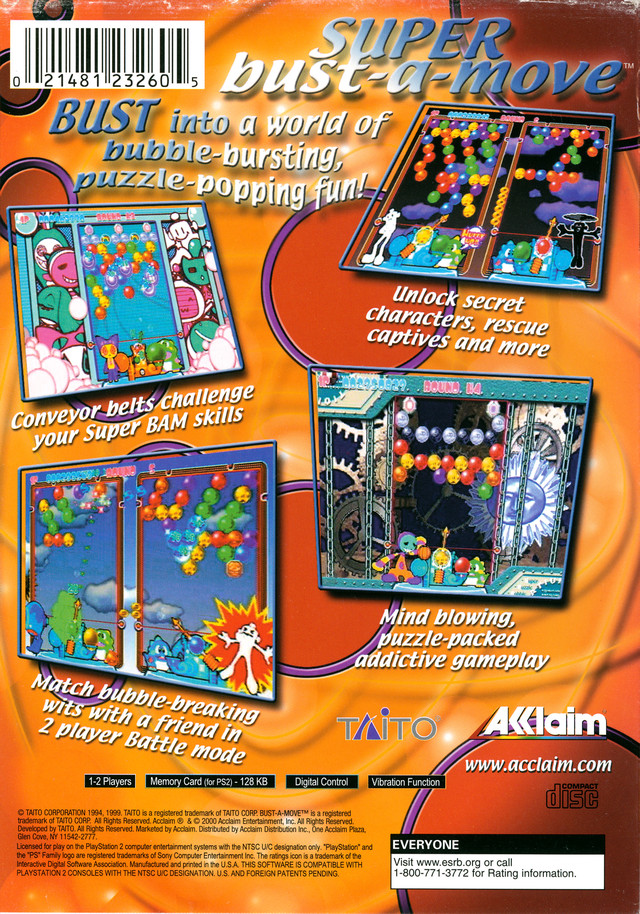 SUPER
bust-a-move™
0 21481 23260 5
BUST into a world of
bubble-bursting,
puzzle-popping fun!
Unlock secret
characters, rescue
captives and more
Conveyor belts challenge
your Super BAM skills
Mind blowing,
puzzle-packed
addictive gameplay
Match bubble-breaking
wits with a friend in
2 player Battle mode
TAITO®
AKklaim®
www.acclaim.com
1-2 Players
Memory Card (for PS2) - 128 KB
Digital Control
Vibration Function
COMPACT
disc
© TAITO CORPORATION 1994, 1999. TAITO is a registered trademark of TAITO CORP. BUST-A-MOVE™ is a registered
trademark of TAITO CORP. All Rights Reserved. Acclaim ® & © 2000 Acclaim Entertainment, Inc. All Rights Reserved.
Developed by TAITO. All Rights Reserved. Marketed by Acclaim. Distributed by Acclaim Distribution Inc., One Acclaim Plaza,
Glen Cove, NY 11542-2777.
Licensed for play on the PlayStation 2 computer entertainment systems with the NTSC U/C designation only. "PlayStation" and
the "PS" Family logo are registered trademarks of Sony Computer Entertainment Inc. The ratings icon is a trademark of the
Interactive Digital Software Association. Manufactured and printed in the U.S.A. THIS SOFTWARE IS COMPATIBLE WITH
PLAYSTATION 2 CONSOLES WITH THE NTSC U/C DESIGNATION. U.S. AND FOREIGN PATENTS PENDING.
EVERYONE
Visit www.esrb.org or call
1-800-771-3772 for Rating information.